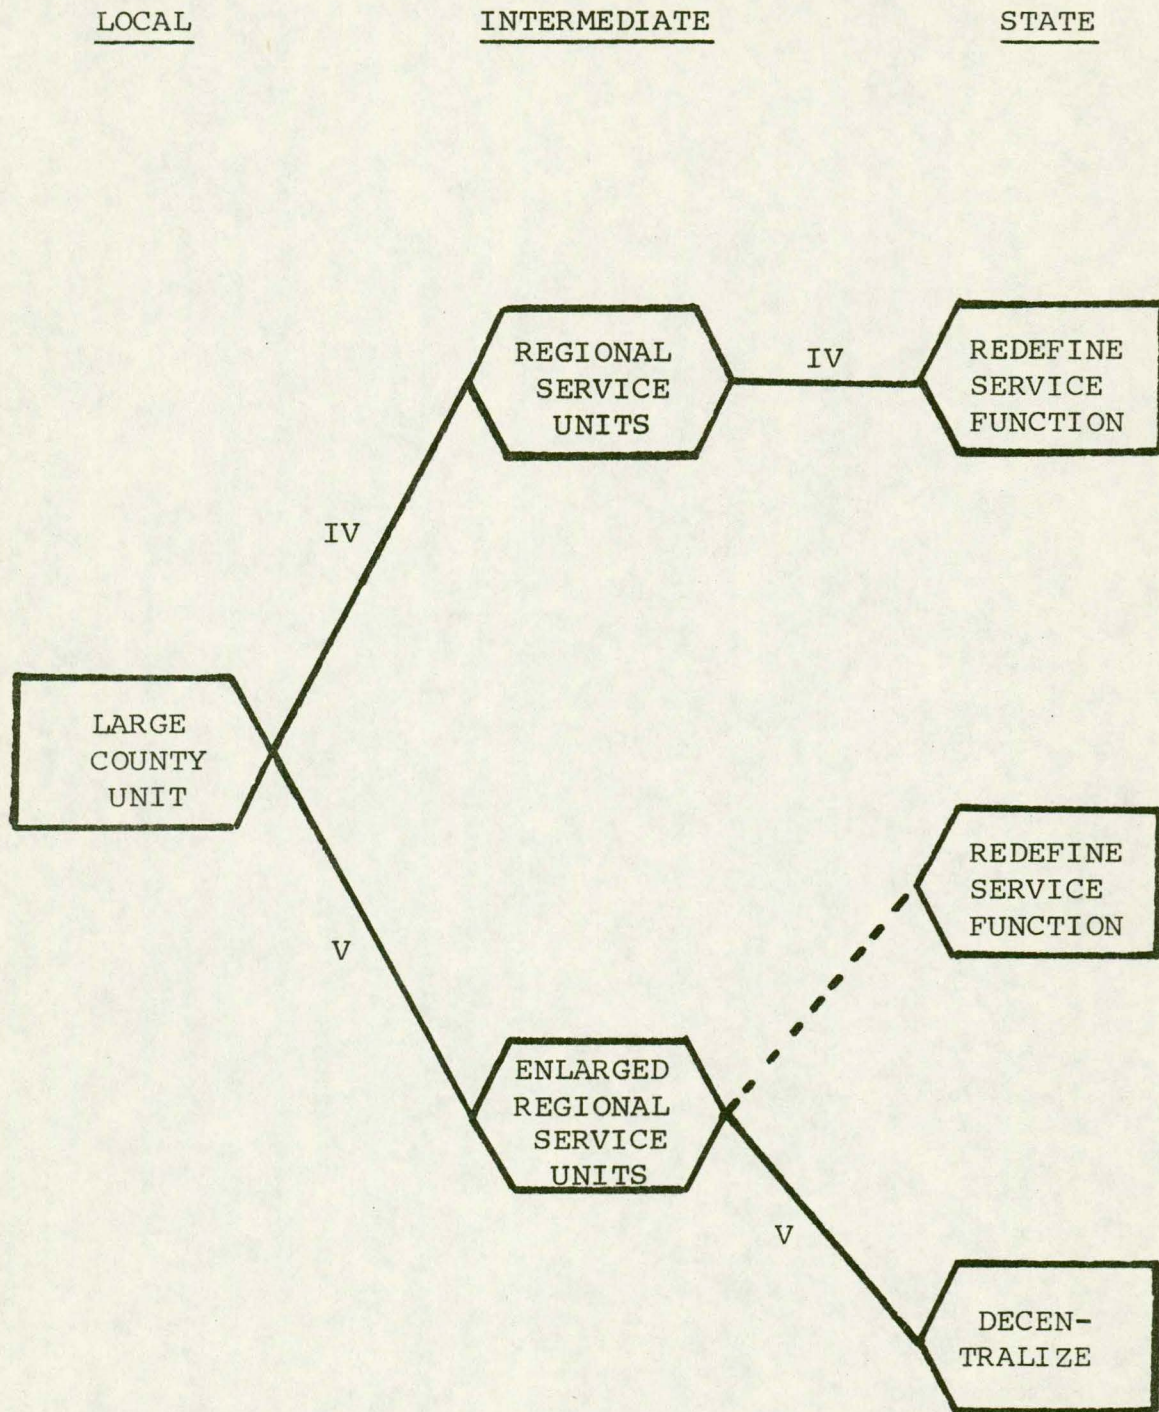 LOCAL INTERMEDIATE STATE
REGIONAL
SERVICE
UNITS
IV
REDEFINE
SERVICE
FUNCTION
IV
LARGE
COUNTY
UNIT
REDEFINE
SERVICE
FUNCTION
V
ENLARGED
REGIONAL
SERVICE
UNITS
V
DECEN-
TRALIZE